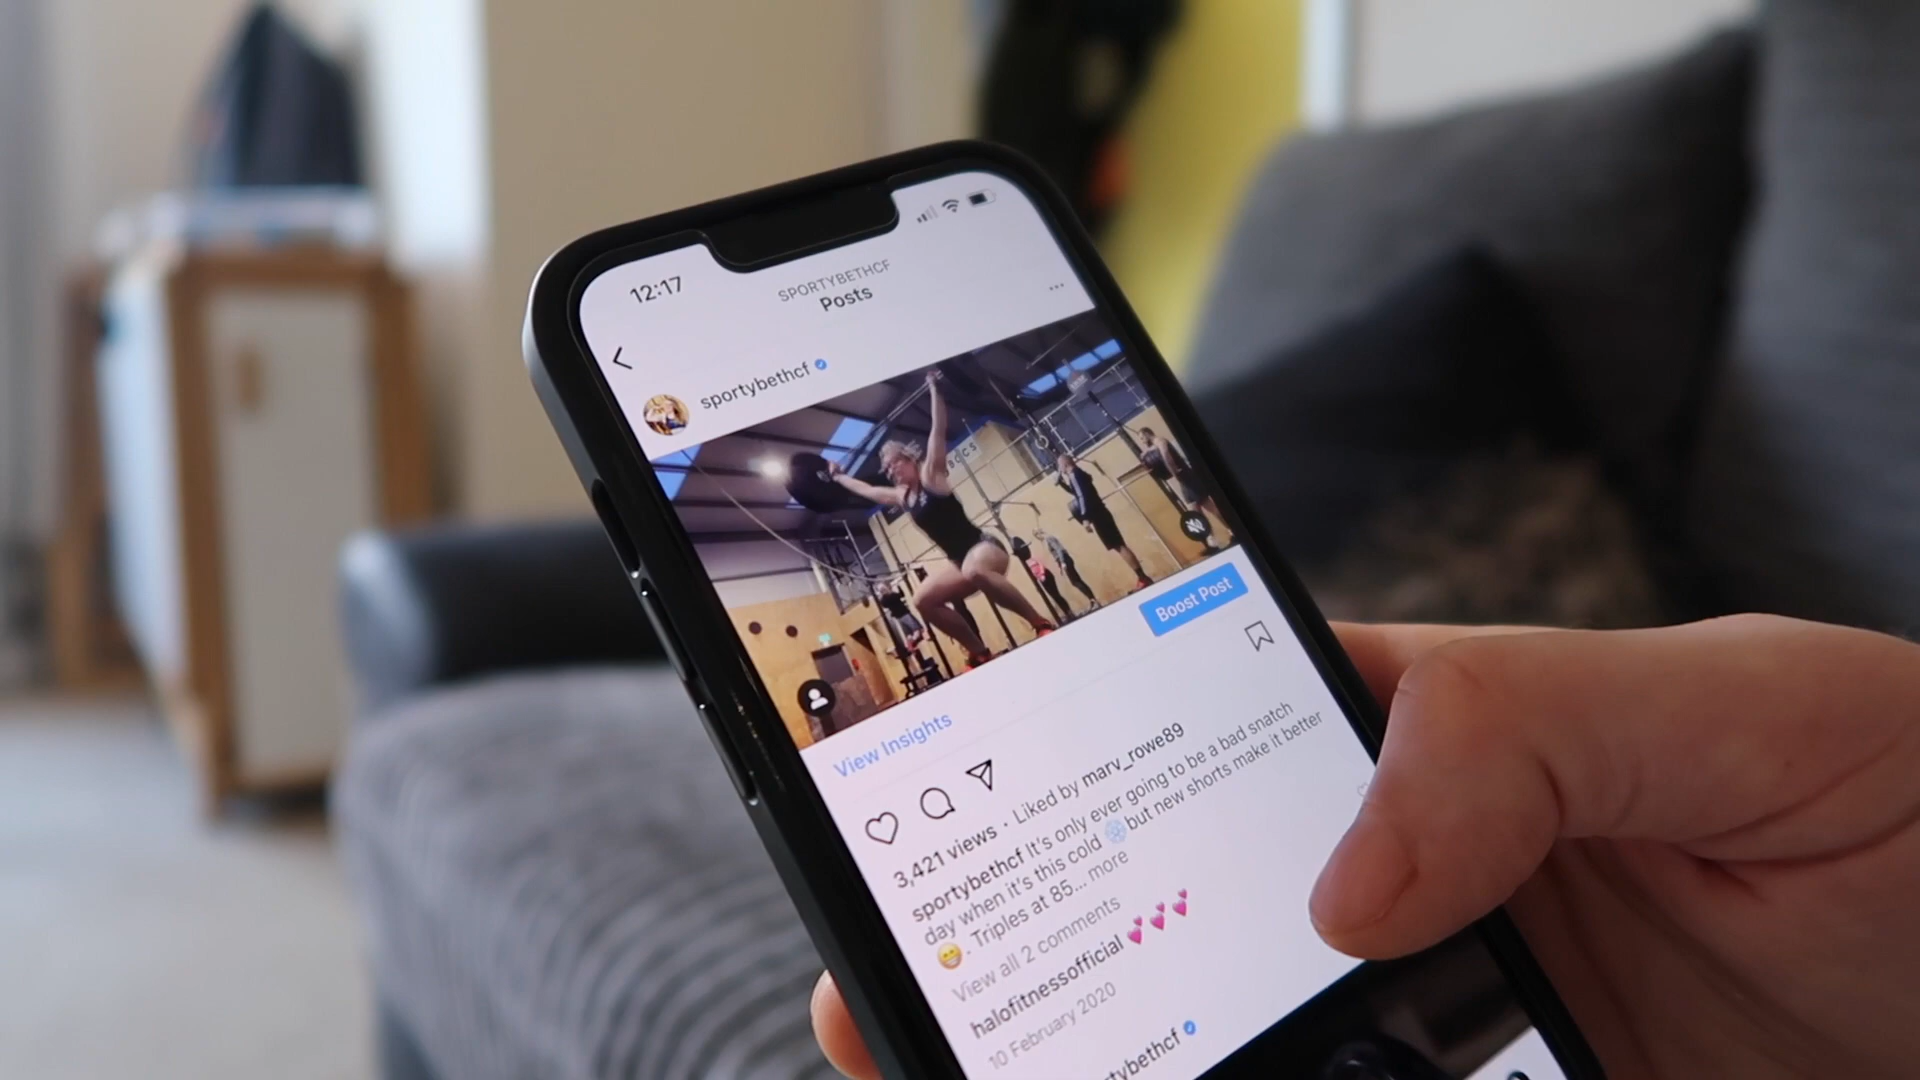 12:17
SPORTYBETHCF
Posts
sportybethcf
Boost Post
View Insights
3,421 views · Liked by marv_rowe89
sportybethcf It's only ever going to be a bad snatch
day when it's this cold ❄️but new shorts make it better
😁. Triples at 85... more
View all 2 comments
halofitnessofficial 💕💕💕
10 February 2020